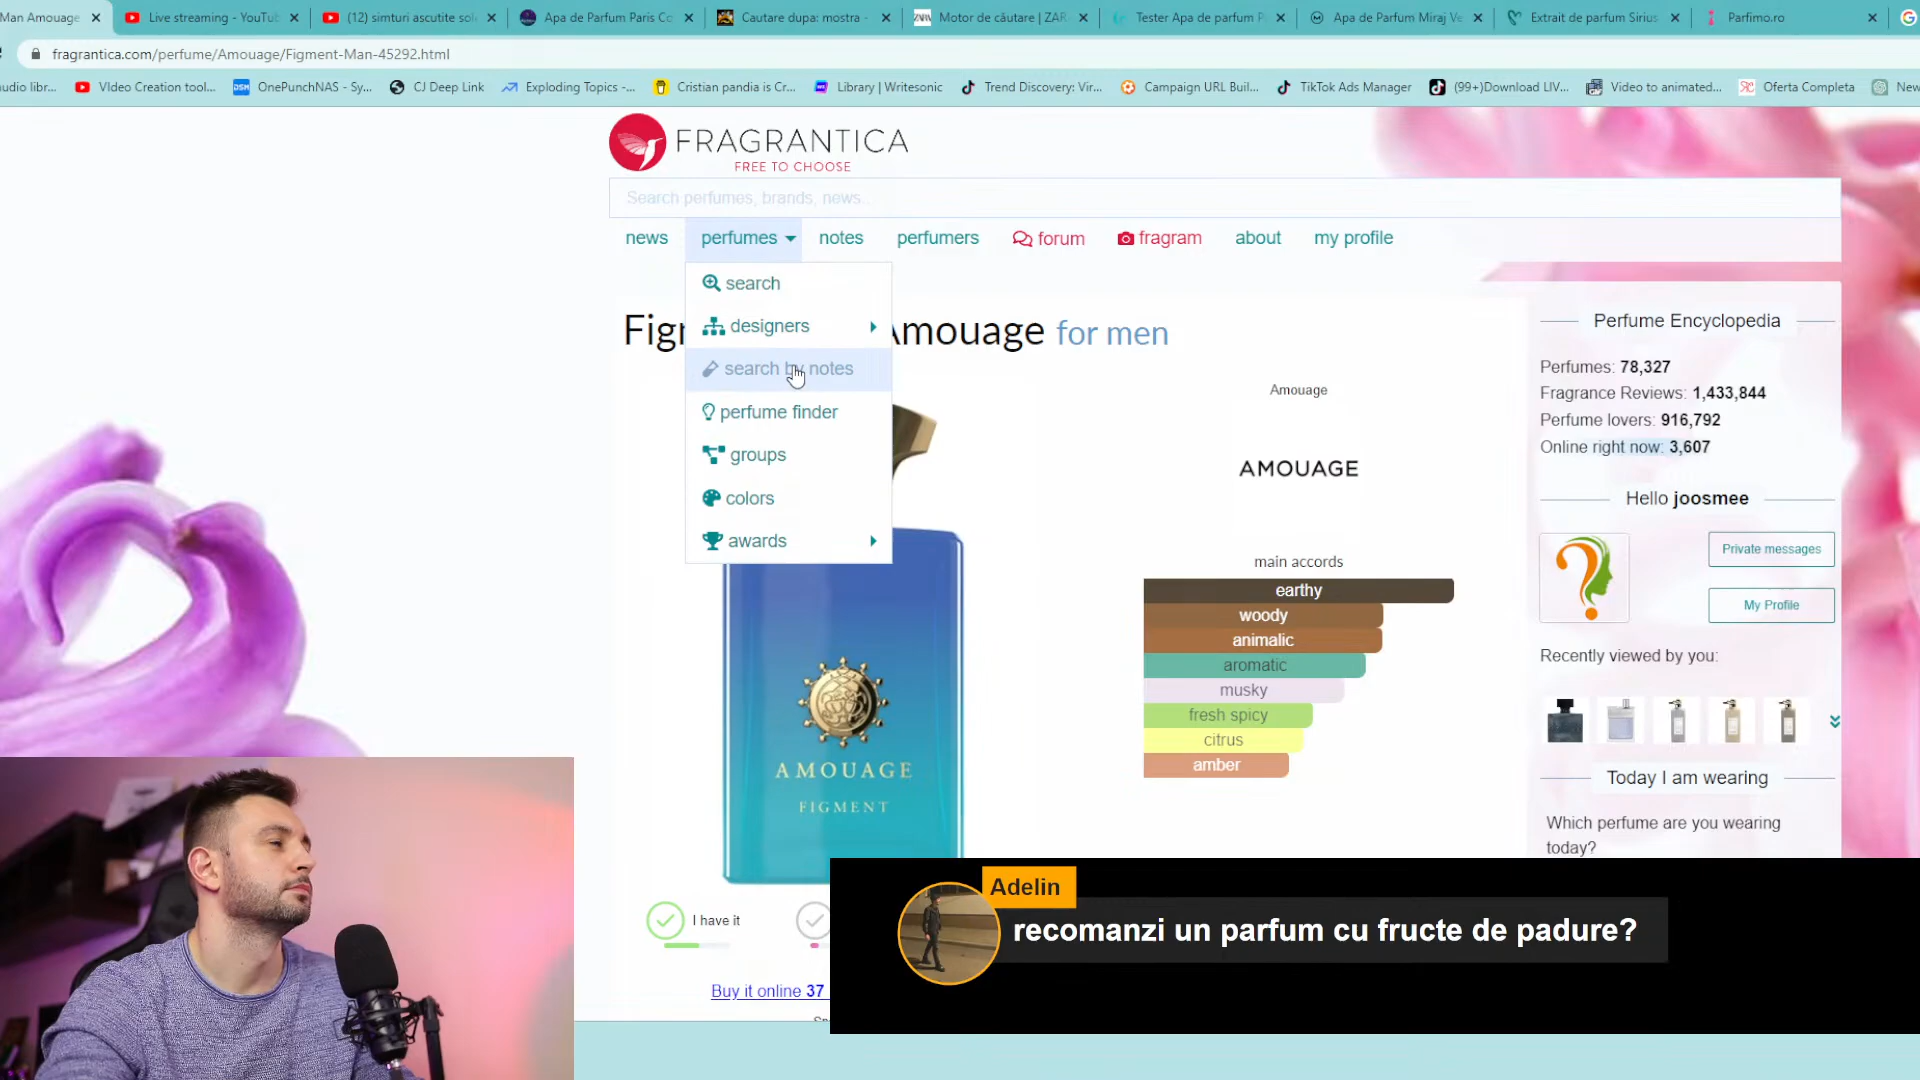 Man Amouage
Live streaming - YouTub
(12) simturi ascutite sol
Apa de Parfum Paris Co
Cautare dupa: mostra -
Motor de căutare | ZAR
Tester Apa de parfum P
Apa de Parfum Miraj Ve
Extrait de parfum Sirius
Parfimo.ro
fragrantica.com/perfume/Amouage/Figment-Man-45292.html
udio libr...
VIdeo Creation tool...
OnePunchNAS - Sy...
CJ Deep Link
Exploding Topics -...
Cristian pandia is Cr...
Library | Writesonic
Trend Discovery: Vir...
Campaign URL Buil...
TikTok Ads Manager
(99+)Download LIV...
Video to animated...
Oferta Completa
New
FRAGRANTICA
FREE TO CHOOSE
Search perfumes, brands, news...
news perfumes notes perfumers forum fragram about my profile
search
designers
search by notes
perfume finder
groups
colors
awards
Fig Amouage for men
Amouage
AMOUAGE
main accords
earthy
woody
animalic
aromatic
musky
fresh spicy
citrus
amber
AMOUAGE
FIGMENT
I have it
Buy it online 37
Perfume Encyclopedia
Perfumes: 78,327
Fragrance Reviews: 1,433,844
Perfume lovers: 916,792
Online right now: 3,607
Hello joosmee
Private messages
My Profile
Recently viewed by you:
Today I am wearing
Which perfume are you wearing
today?
Adelin
recomanzi un parfum cu fructe de padure?